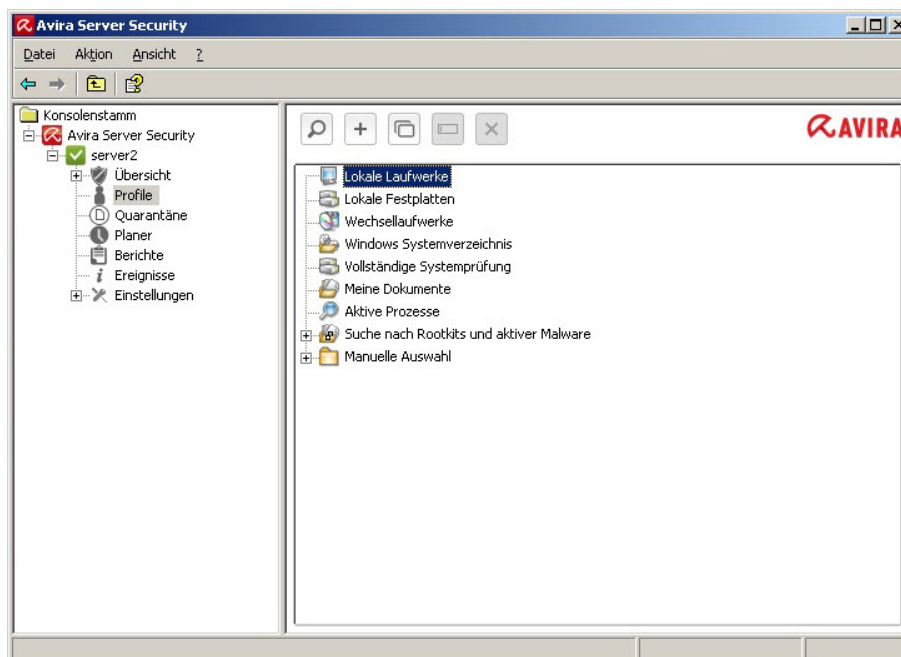 Avira Server Security
Datei Aktion Ansicht ?
Konsolenstamm
Avira Server Security
server2
Übersicht
Profile
Quarantäne
Planer
Berichte
Ereignisse
Einstellungen
AVIRA
Lokale Laufwerke
Lokale Festplatten
Wechsellaufwerke
Windows Systemverzeichnis
Vollständige Systemprüfung
Meine Dokumente
Aktive Prozesse
Suche nach Rootkits und aktiver Malware
Manuelle Auswahl